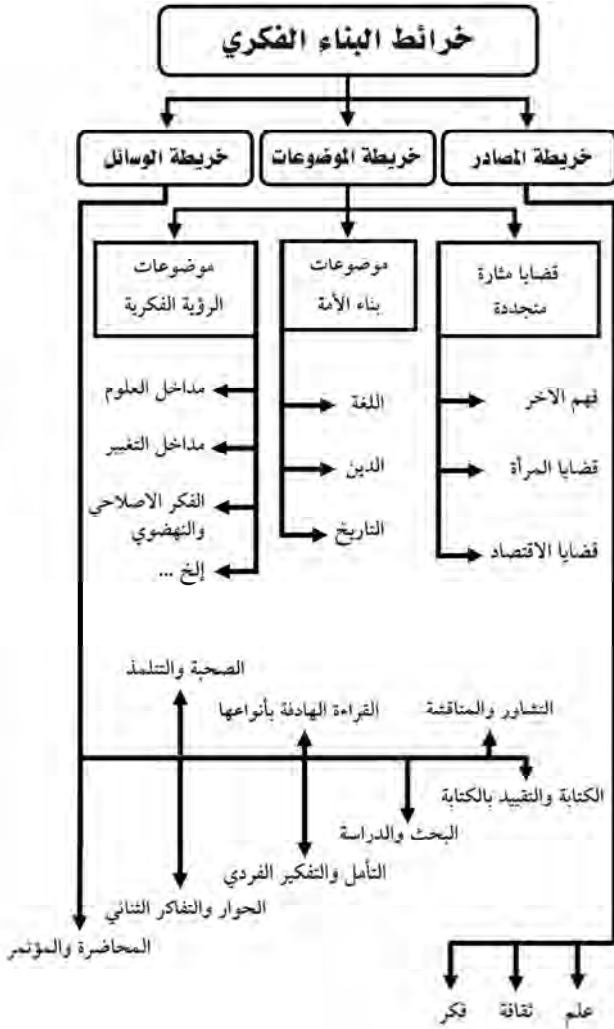 خرائط البناء الفكري
خريطة المصادر
خريطة الموضوعات
خريطة الوسائل
قضايا مثارة
متجددة
موضوعات
بناء الأمة
موضوعات
الرؤية الفكرية
فهم الآخر
قضايا المرأة
قضايا الاقتصاد
اللغة
الدين
التاريخ
مداخل العلوم
مداخل التغيير
الفكر الاصلاحي
والنهضوي
إلخ ...
الصحبة والتتلمذ
القراءة الهادفة بأنواعها
التشاور والمناقشة
الكتابة والتقييد بالكتابة
البحث والدراسة
التأمل والتفكير الفردي
الحوار والتفاكر الثنائي
المحاضرة والمؤتمر
علم
ثقافة
فكر